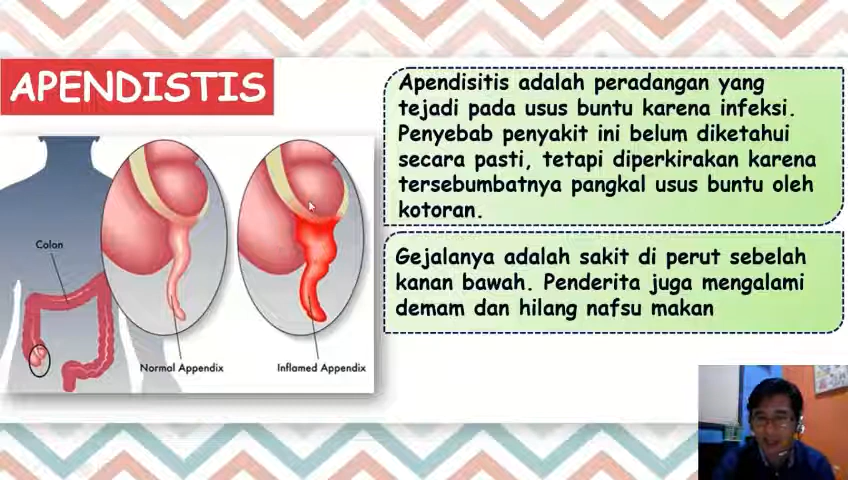 APENDISTIS
Apendisitis adalah peradangan yang
tejadi pada usus buntu karena infeksi.
Penyebab penyakit ini belum diketahui
secara pasti, tetapi diperkirakan karena
tersebumbatnya pangkal usus buntu oleh
kotoran.
Gejalanya adalah sakit di perut sebelah
kanan bawah. Penderita juga mengalami
demam dan hilang nafsu makan
Colon
Normal Appendix
Inflamed Appendix